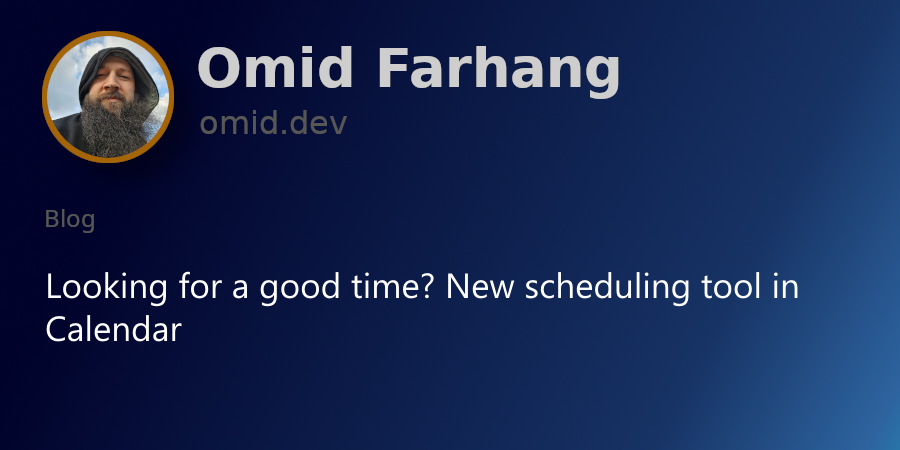 Omid Farhang
omid.dev
Blog
Looking for a good time? New scheduling tool in
Calendar